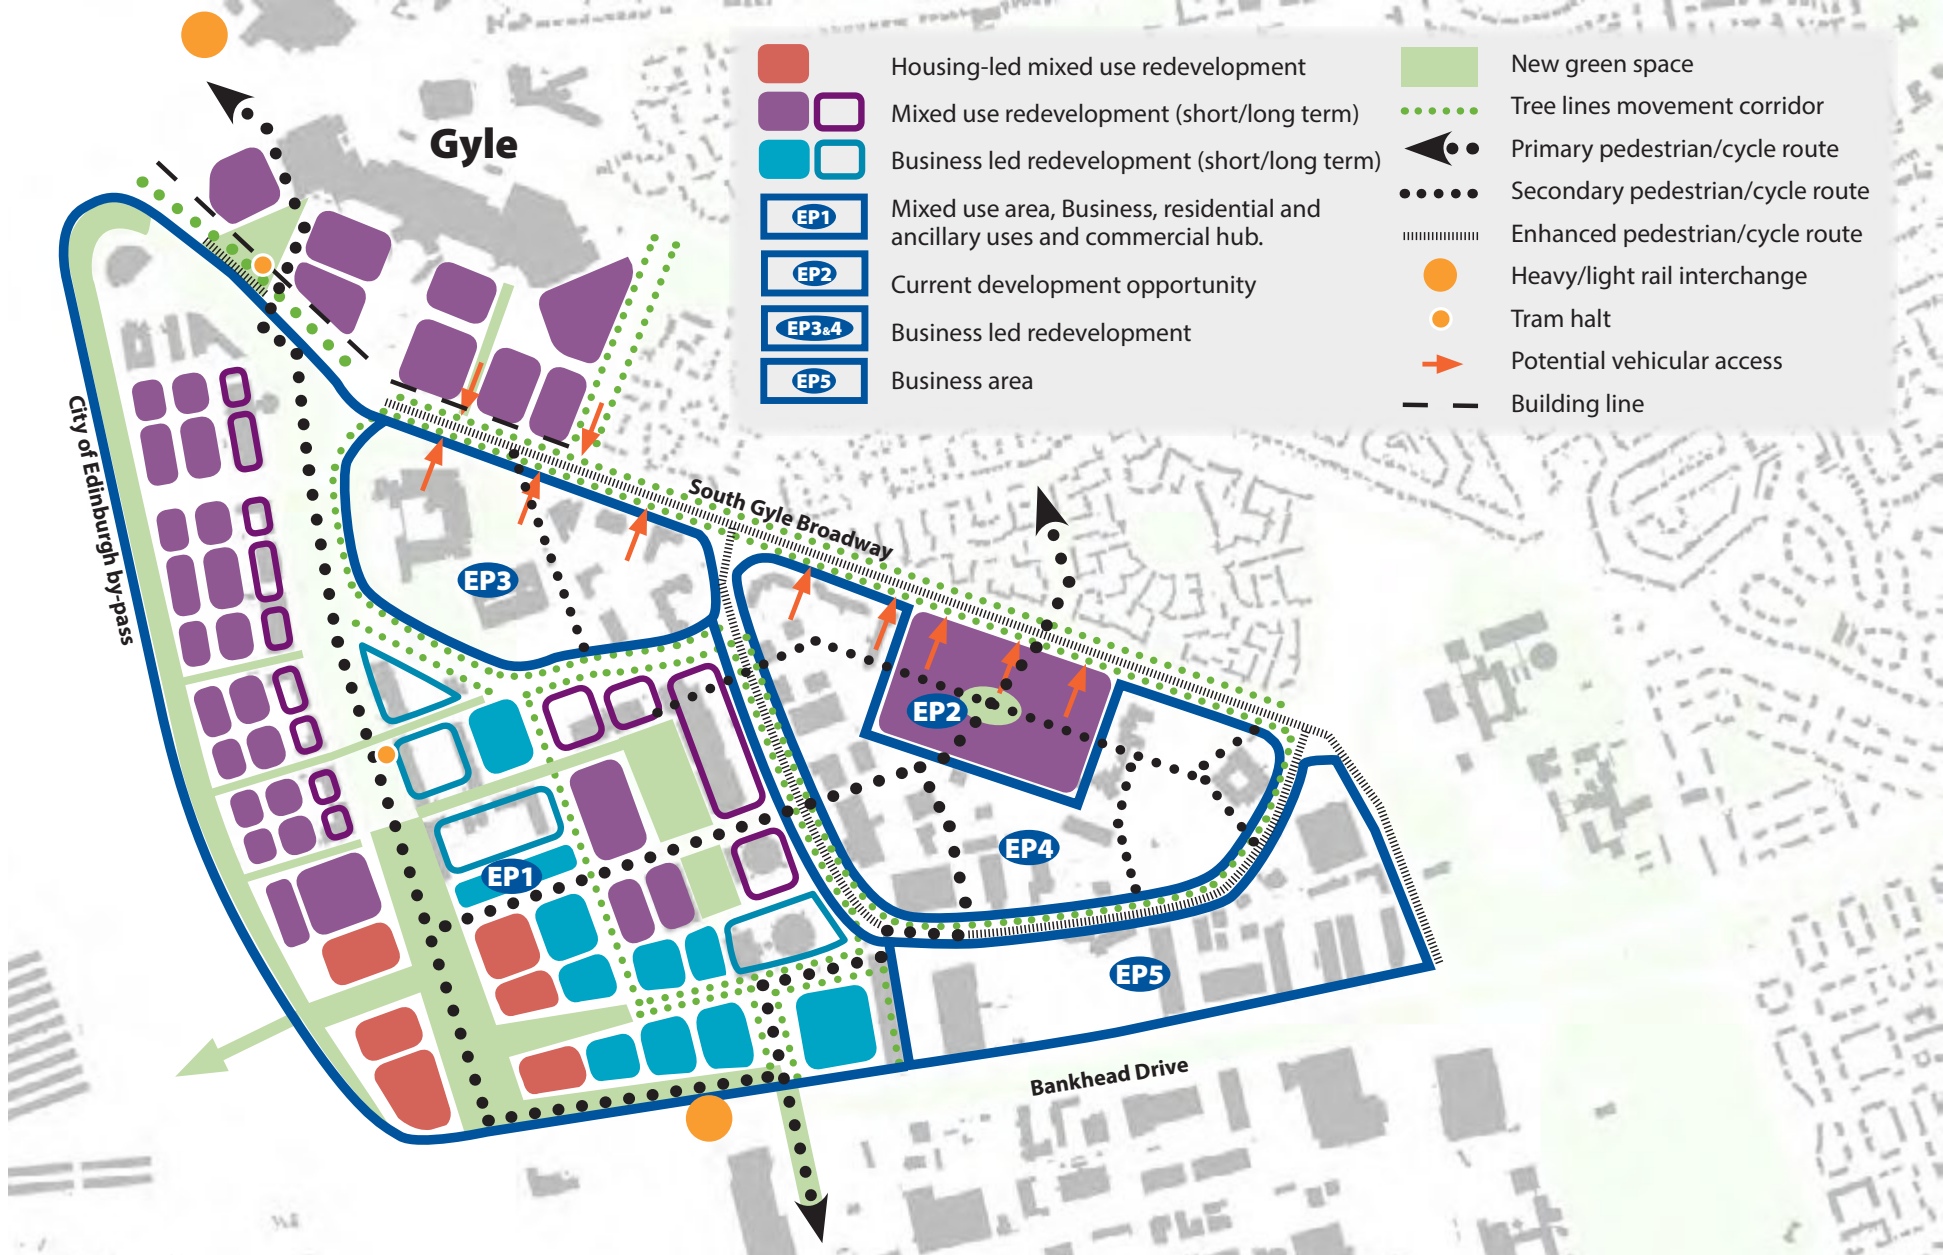 Gyle
Housing-led mixed use redevelopment
Mixed use redevelopment (short/long term)
Business led redevelopment (short/long term)
EP1
Mixed use area, Business, residential and
ancillary uses and commercial hub.
EP2
Current development opportunity
EP3&4
Business led redevelopment
EP5
Business area
New green space
Tree lines movement corridor
Primary pedestrian/cycle route
Secondary pedestrian/cycle route
Enhanced pedestrian/cycle route
Heavy/light rail interchange
Tram halt
Potential vehicular access
Building line
City of Edinburgh by-pass
South Gyle Broadway
EP3
EP2
EP4
EP1
EP5
Bankhead Drive